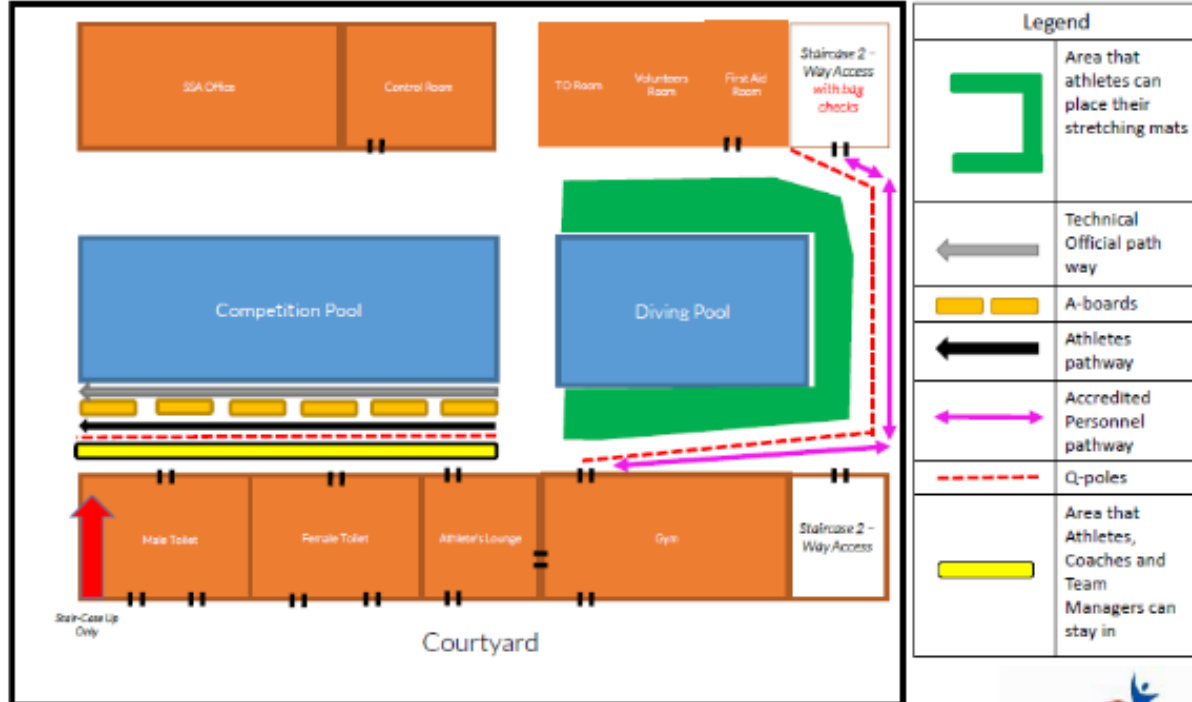 SSA Office
Control Room
TO Room
Volunteers
Room
First Aid
Room
Staircase 2 –
Way Access
with bag
checks
Competition Pool
Diving Pool
Male Toilet
Female Toilet
Athlete's Lounge
Gym
Staircase 2 –
Way Access
Stair-Case Up
Only
Courtyard
Legend
Area that
athletes can
place their
stretching mats
Technical
Official path
way
A-boards
Athletes
pathway
Accredited
Personnel
pathway
Q-poles
Area that
Athletes,
Coaches and
Team
Managers can
stay in